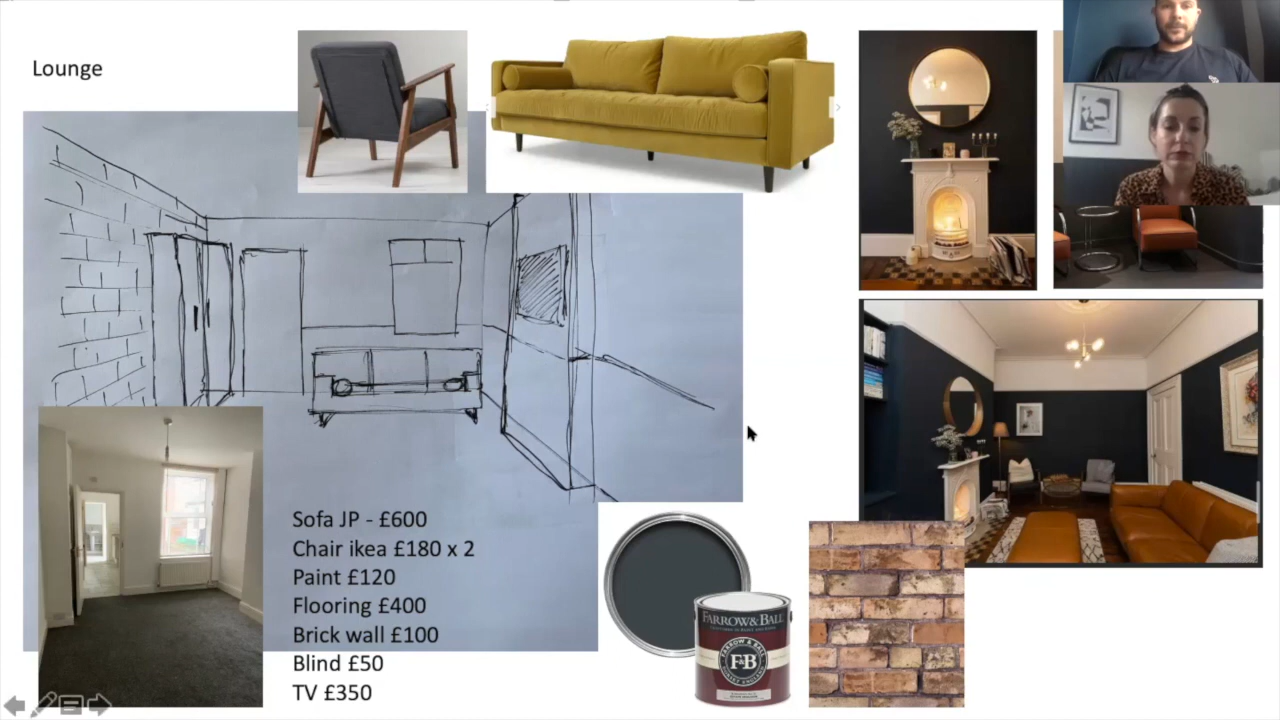 Lounge
Sofa JP - £600
Chair ikea £180 x 2
Paint £120
Flooring £400
Brick wall £100
Blind £50
TV £350
FARROW&BALL
F&B